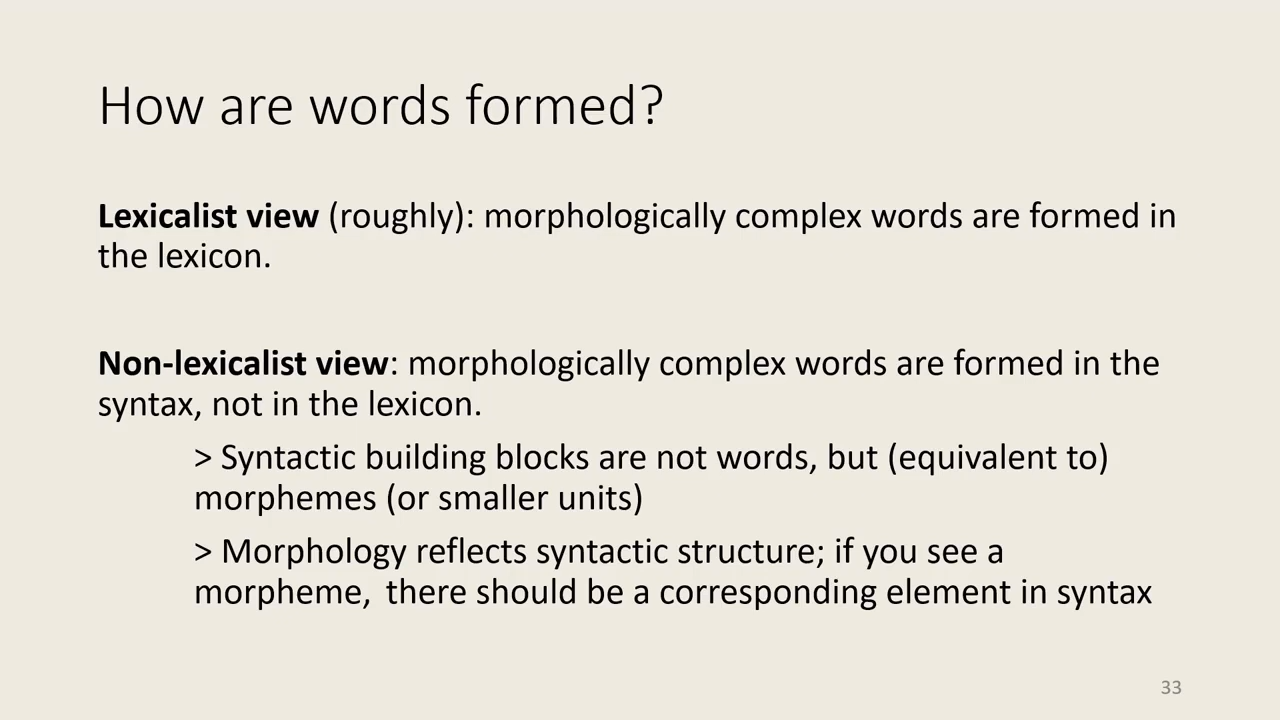 How are words formed?
Lexicalist view (roughly): morphologically complex words are formed in
the lexicon.
Non-lexicalist view: morphologically complex words are formed in the
syntax, not in the lexicon.
> Syntactic building blocks are not words, but (equivalent to)
morphemes (or smaller units)
> Morphology reflects syntactic structure; if you see a
morpheme, there should be a corresponding element in syntax
33